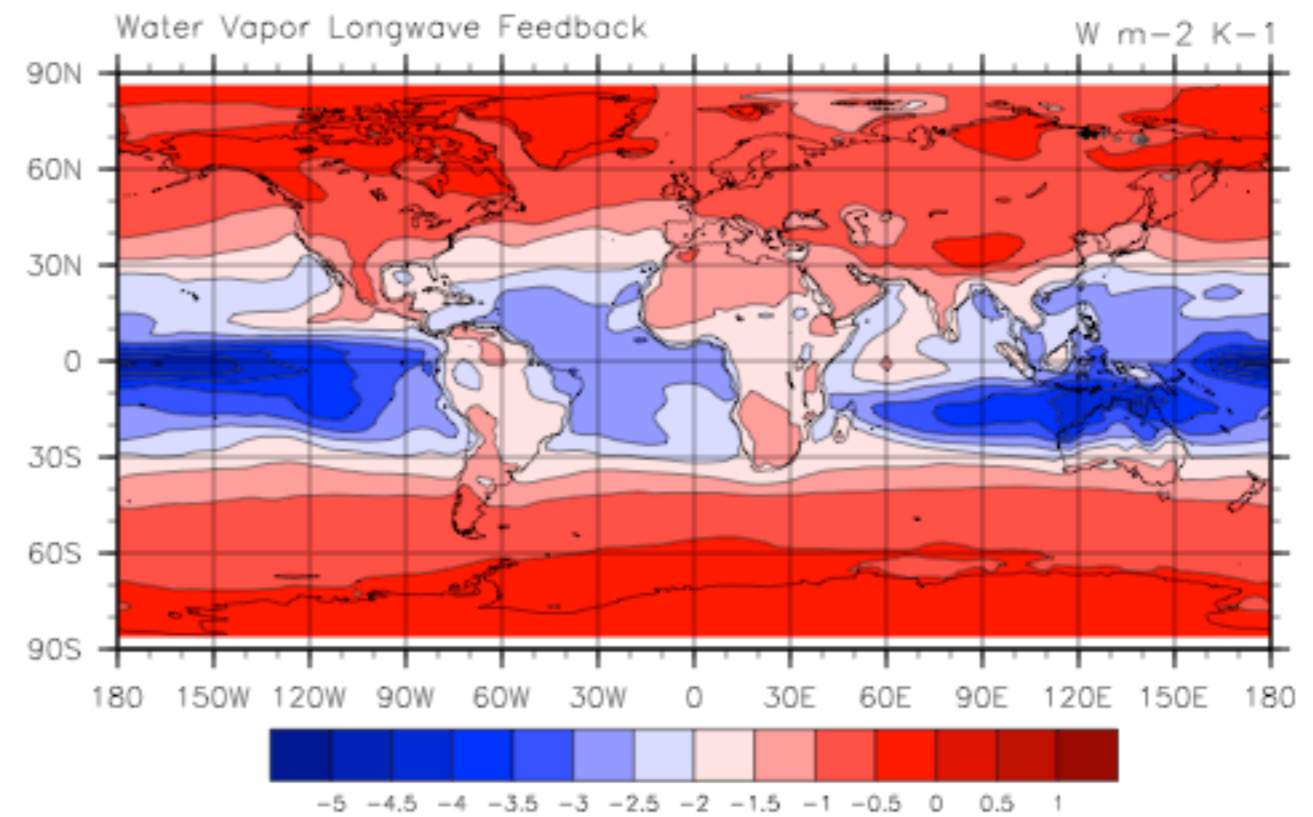 Water Vapor Longwave Feedback W m-2 K-1
90N
60N
30N
0
30S
60S
90S
180 150W 120W 90W 60W 30W 0 30E 60E 90E 120E 150E 180
-5 -4.5 -4 -3.5 -3 -2.5 -2 -1.5 -1 -0.5 0 0.5 1